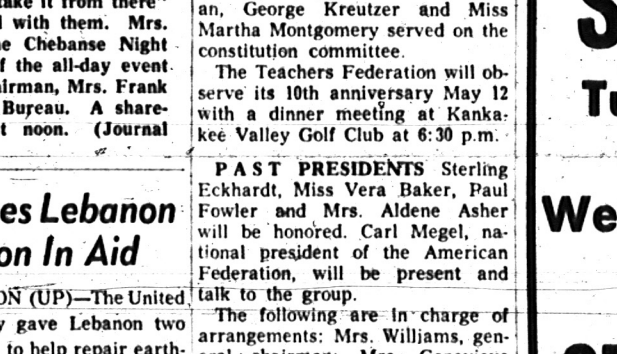 take it from there"
with them. Mrs.
Chebanse Night
f the all-day event
airman, Mrs. Frank
Bureau. A share-
t noon. (Journal
es Lebanon
on In Aid
ON (UP)—The United
y gave Lebanon two
to help repair earth-
an, George Kreutzer and Miss
Martha Montgomery served on the
constitution committee.
The Teachers Federation will ob-
serve its 10th anniversary May 12
with a dinner meeting at Kanka-
kee Valley Golf Club at 6:30 p.m.
PAST PRESIDENTS Sterling
Eckhardt, Miss Vera Baker, Paul
Fowler and Mrs. Aldene Asher
will be honored. Carl Megel, na-
tional president of the American
Federation, will be present and
talk to the group.
The following are in charge of
arrangements: Mrs. Williams, gen-
S
Tu
We